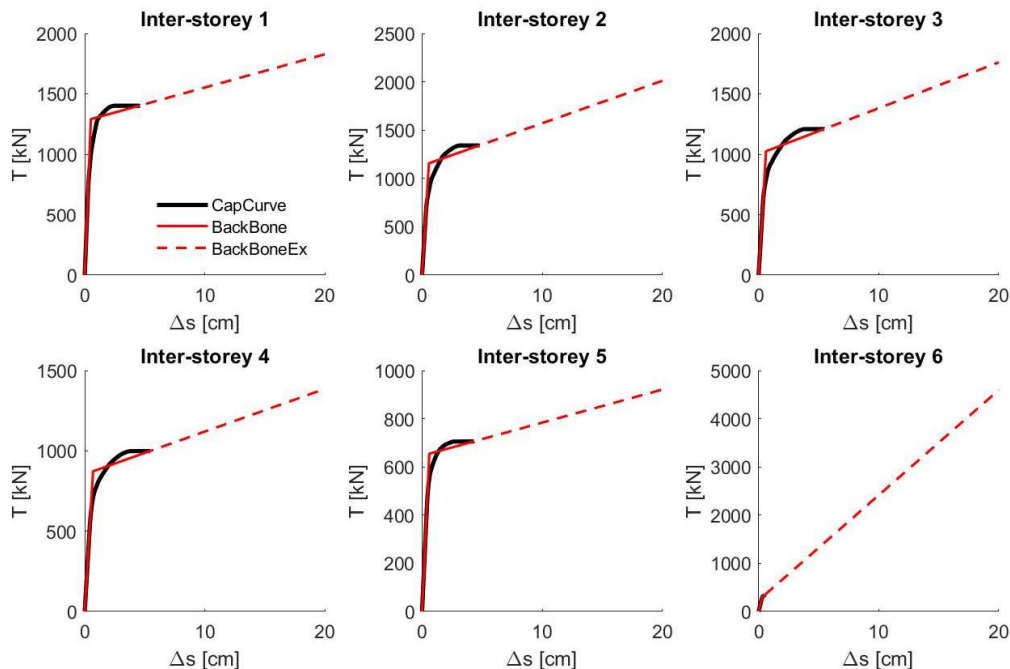 Inter-storey 1
2000
1500
1000
500
0
T [kN]
CapCurve
BackBone
BackBoneEx
0 10 20
Δs [cm]
Inter-storey 2
2500
2000
1500
1000
500
0
T [kN]
0 10 20
Δs [cm]
Inter-storey 3
2000
1500
1000
500
0
T [kN]
0 10 20
Δs [cm]
Inter-storey 4
1500
1000
500
0
T [kN]
0 10 20
Δs [cm]
Inter-storey 5
1000
800
600
400
200
0
T [kN]
0 10 20
Δs [cm]
Inter-storey 6
5000
4000
3000
2000
1000
0
T [kN]
0 10 20
Δs [cm]